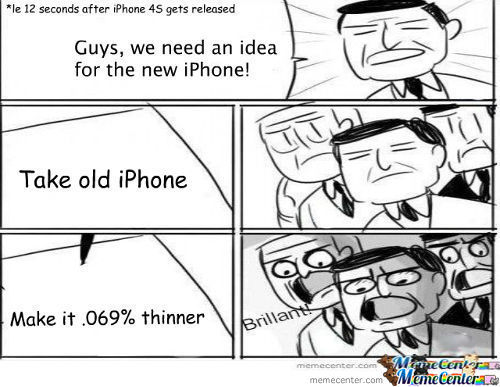 *le 12 seconds after iPhone 4S gets released
Guys, we need an idea
for the new iPhone!
Take old iPhone
Make it .069% thinner
Brillant!
memecenter.com MemeCenter
memecenter.com MemeCenter